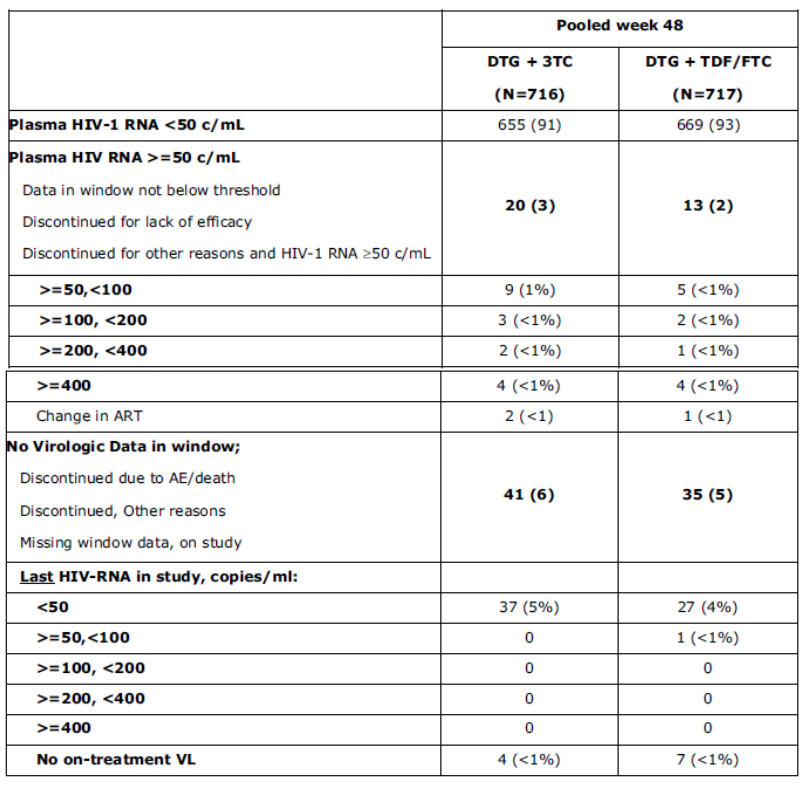 Pooled week 48
DTG + 3TC DTG + TDF/FTC
(N=716) (N=717)
Plasma HIV-1 RNA <50 c/mL 655 (91) 669 (93)
Plasma HIV RNA >=50 c/mL
Data in window not below threshold
20 (3) 13 (2)
Discontinued for lack of efficacy
Discontinued for other reasons and HIV-1 RNA ≥50 c/mL
>=50,<100 9 (1%) 5 (<1%)
>=100, <200 3 (<1%) 2 (<1%)
>=200, <400 2 (<1%) 1 (<1%)
>=400 4 (<1%) 4 (<1%)
Change in ART 2 (<1) 1 (<1)
No Virologic Data in window;
Discontinued due to AE/death
41 (6) 35 (5)
Discontinued, Other reasons
Missing window data, on study
Last HIV-RNA in study, copies/ml:
<50 37 (5%) 27 (4%)
>=50,<100 0 1 (<1%)
>=100, <200 0 0
>=200, <400 0 0
>=400 0 0
No on-treatment VL 4 (<1%) 7 (<1%)